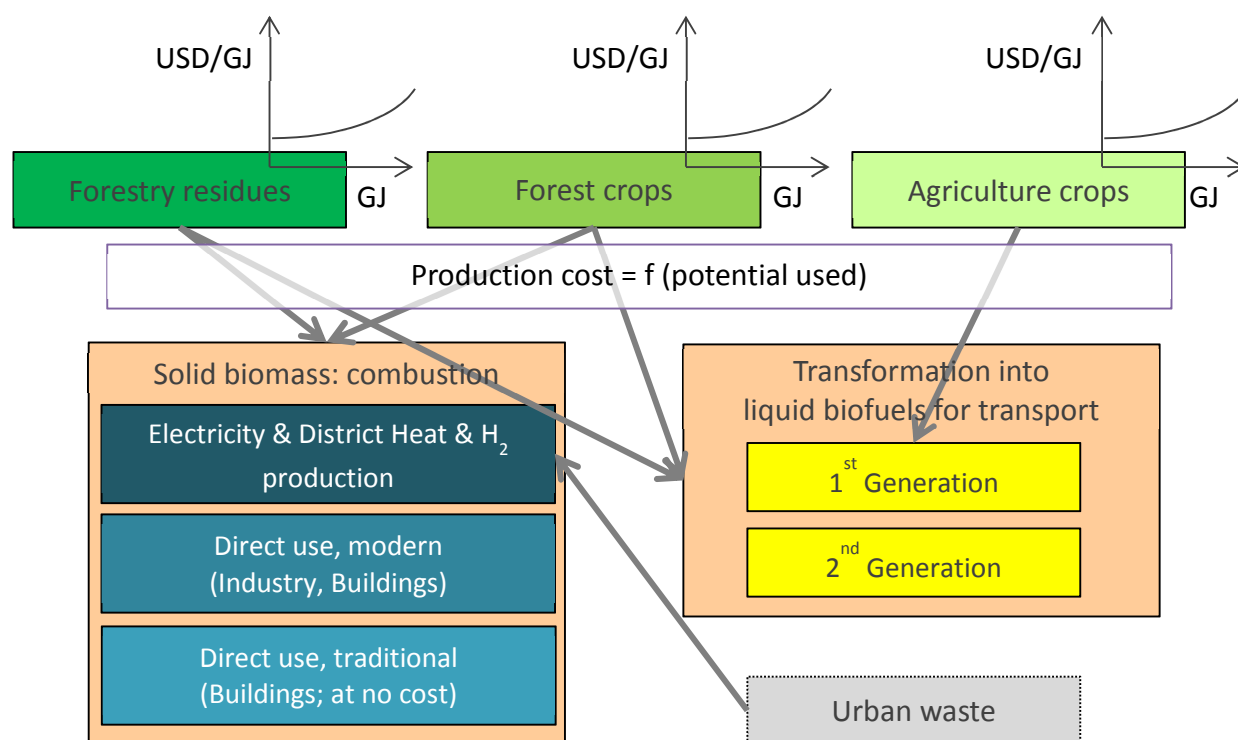 USD/GJ
USD/GJ
USD/GJ
Forestry residues
GJ
Forest crops
GJ
Agriculture crops
GJ
Production cost = f (potential used)
Solid biomass: combustion
Electricity & District Heat & H2
production
Direct use, modern
(Industry, Buildings)
Direct use, traditional
(Buildings; at no cost)
Transformation into
liquid biofuels for transport
1st Generation
2nd Generation
Urban waste